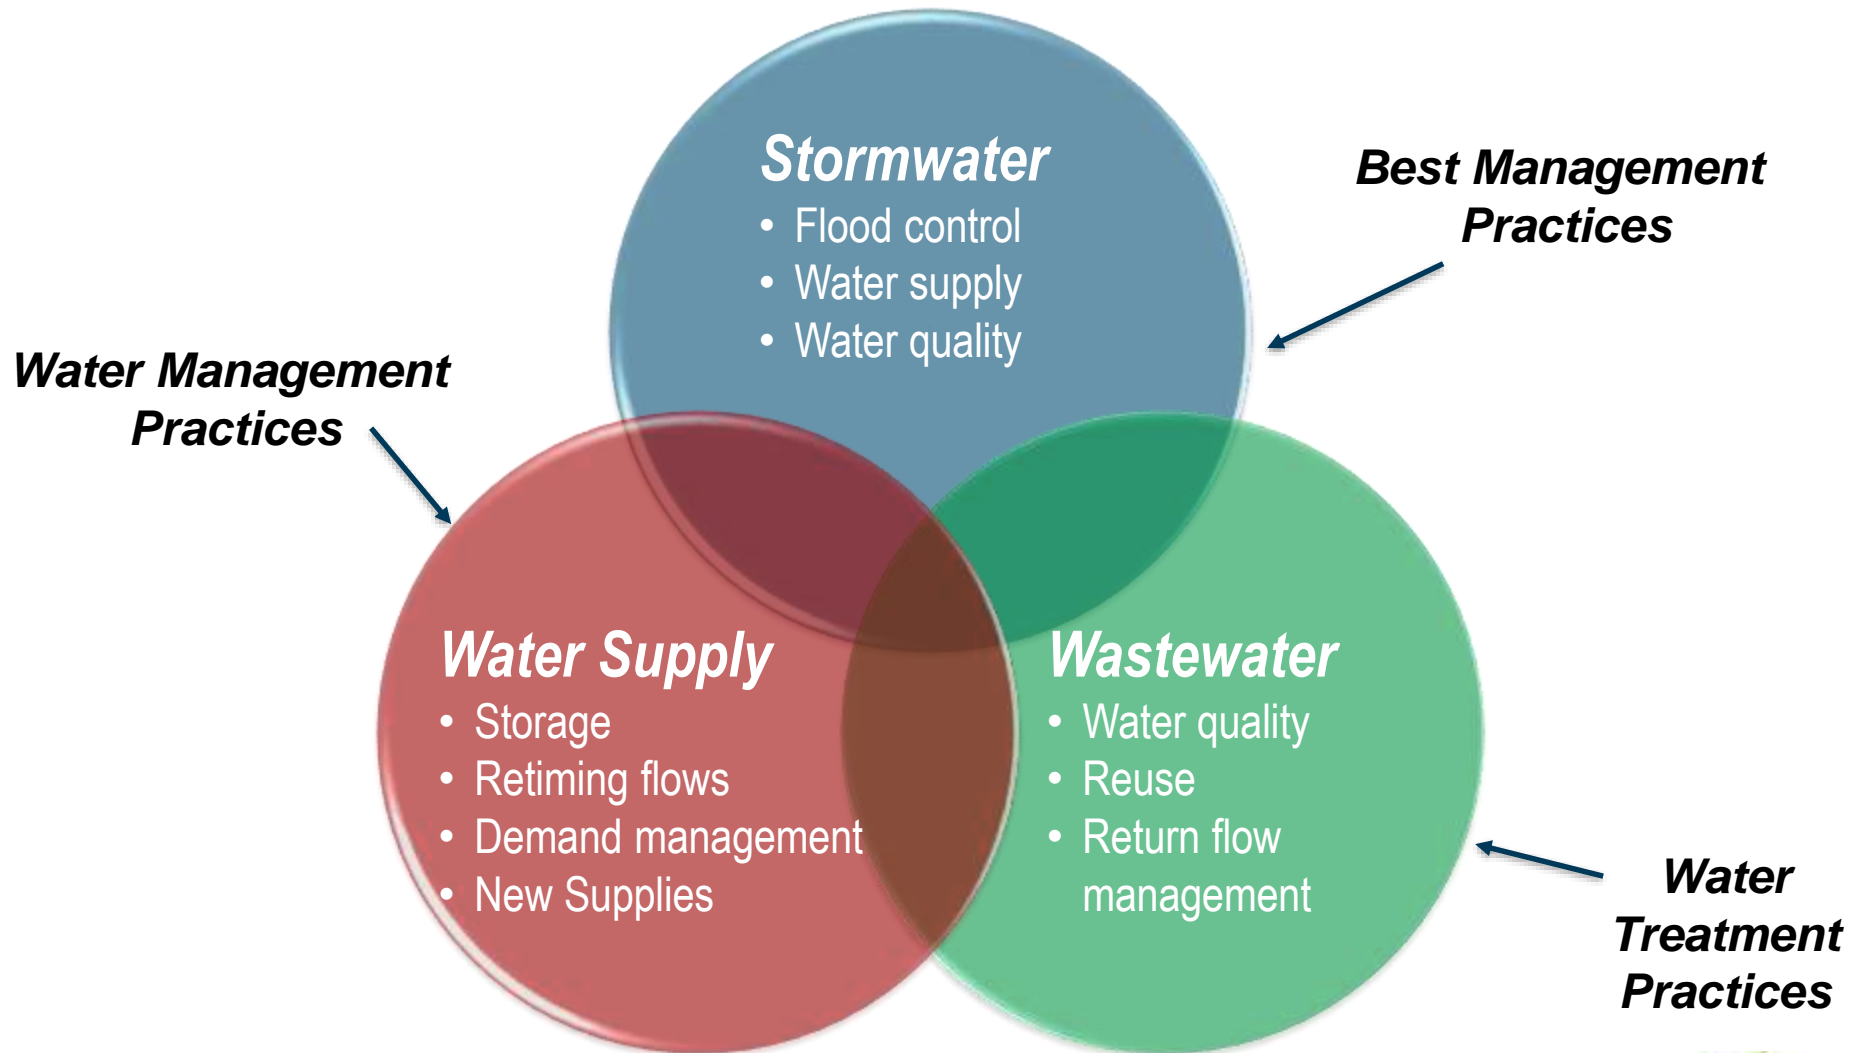 Stormwater
• Flood control
• Water supply
• Water quality
Best Management
Practices
Water Management
Practices
Water Supply
• Storage
• Retiming flows
• Demand management
• New Supplies
Wastewater
• Water quality
• Reuse
• Return flow
management
Water
Treatment
Practices